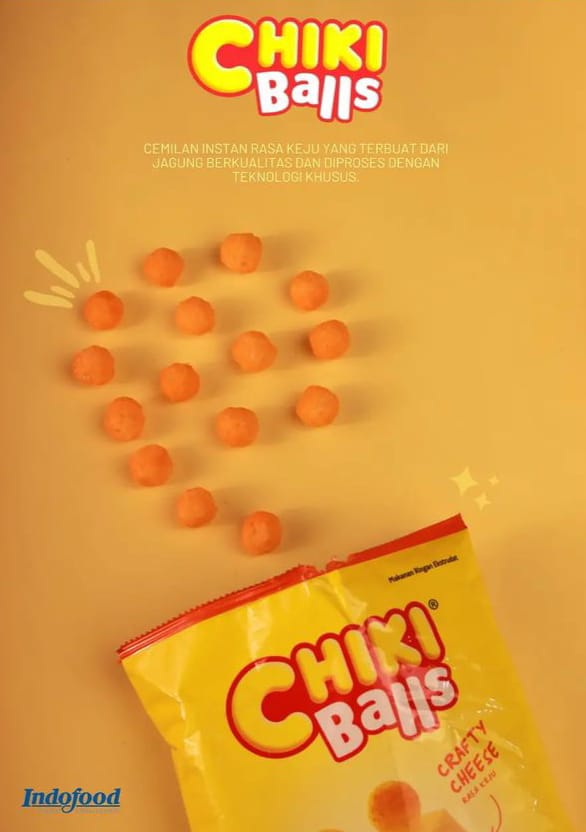 CHIKI
Balls
CEMILAN INSTAN RASA KEJU YANG TERBUAT DARI
JAGUNG BERKUALITAS DAN DIPROSES DENGAN
TEKNOLOGI KHUSUS.
Makanan Ringan Ekstrudat
CHIKI®
Balls
CRAFTY
CHEESE
RASA KEJU
Indofood